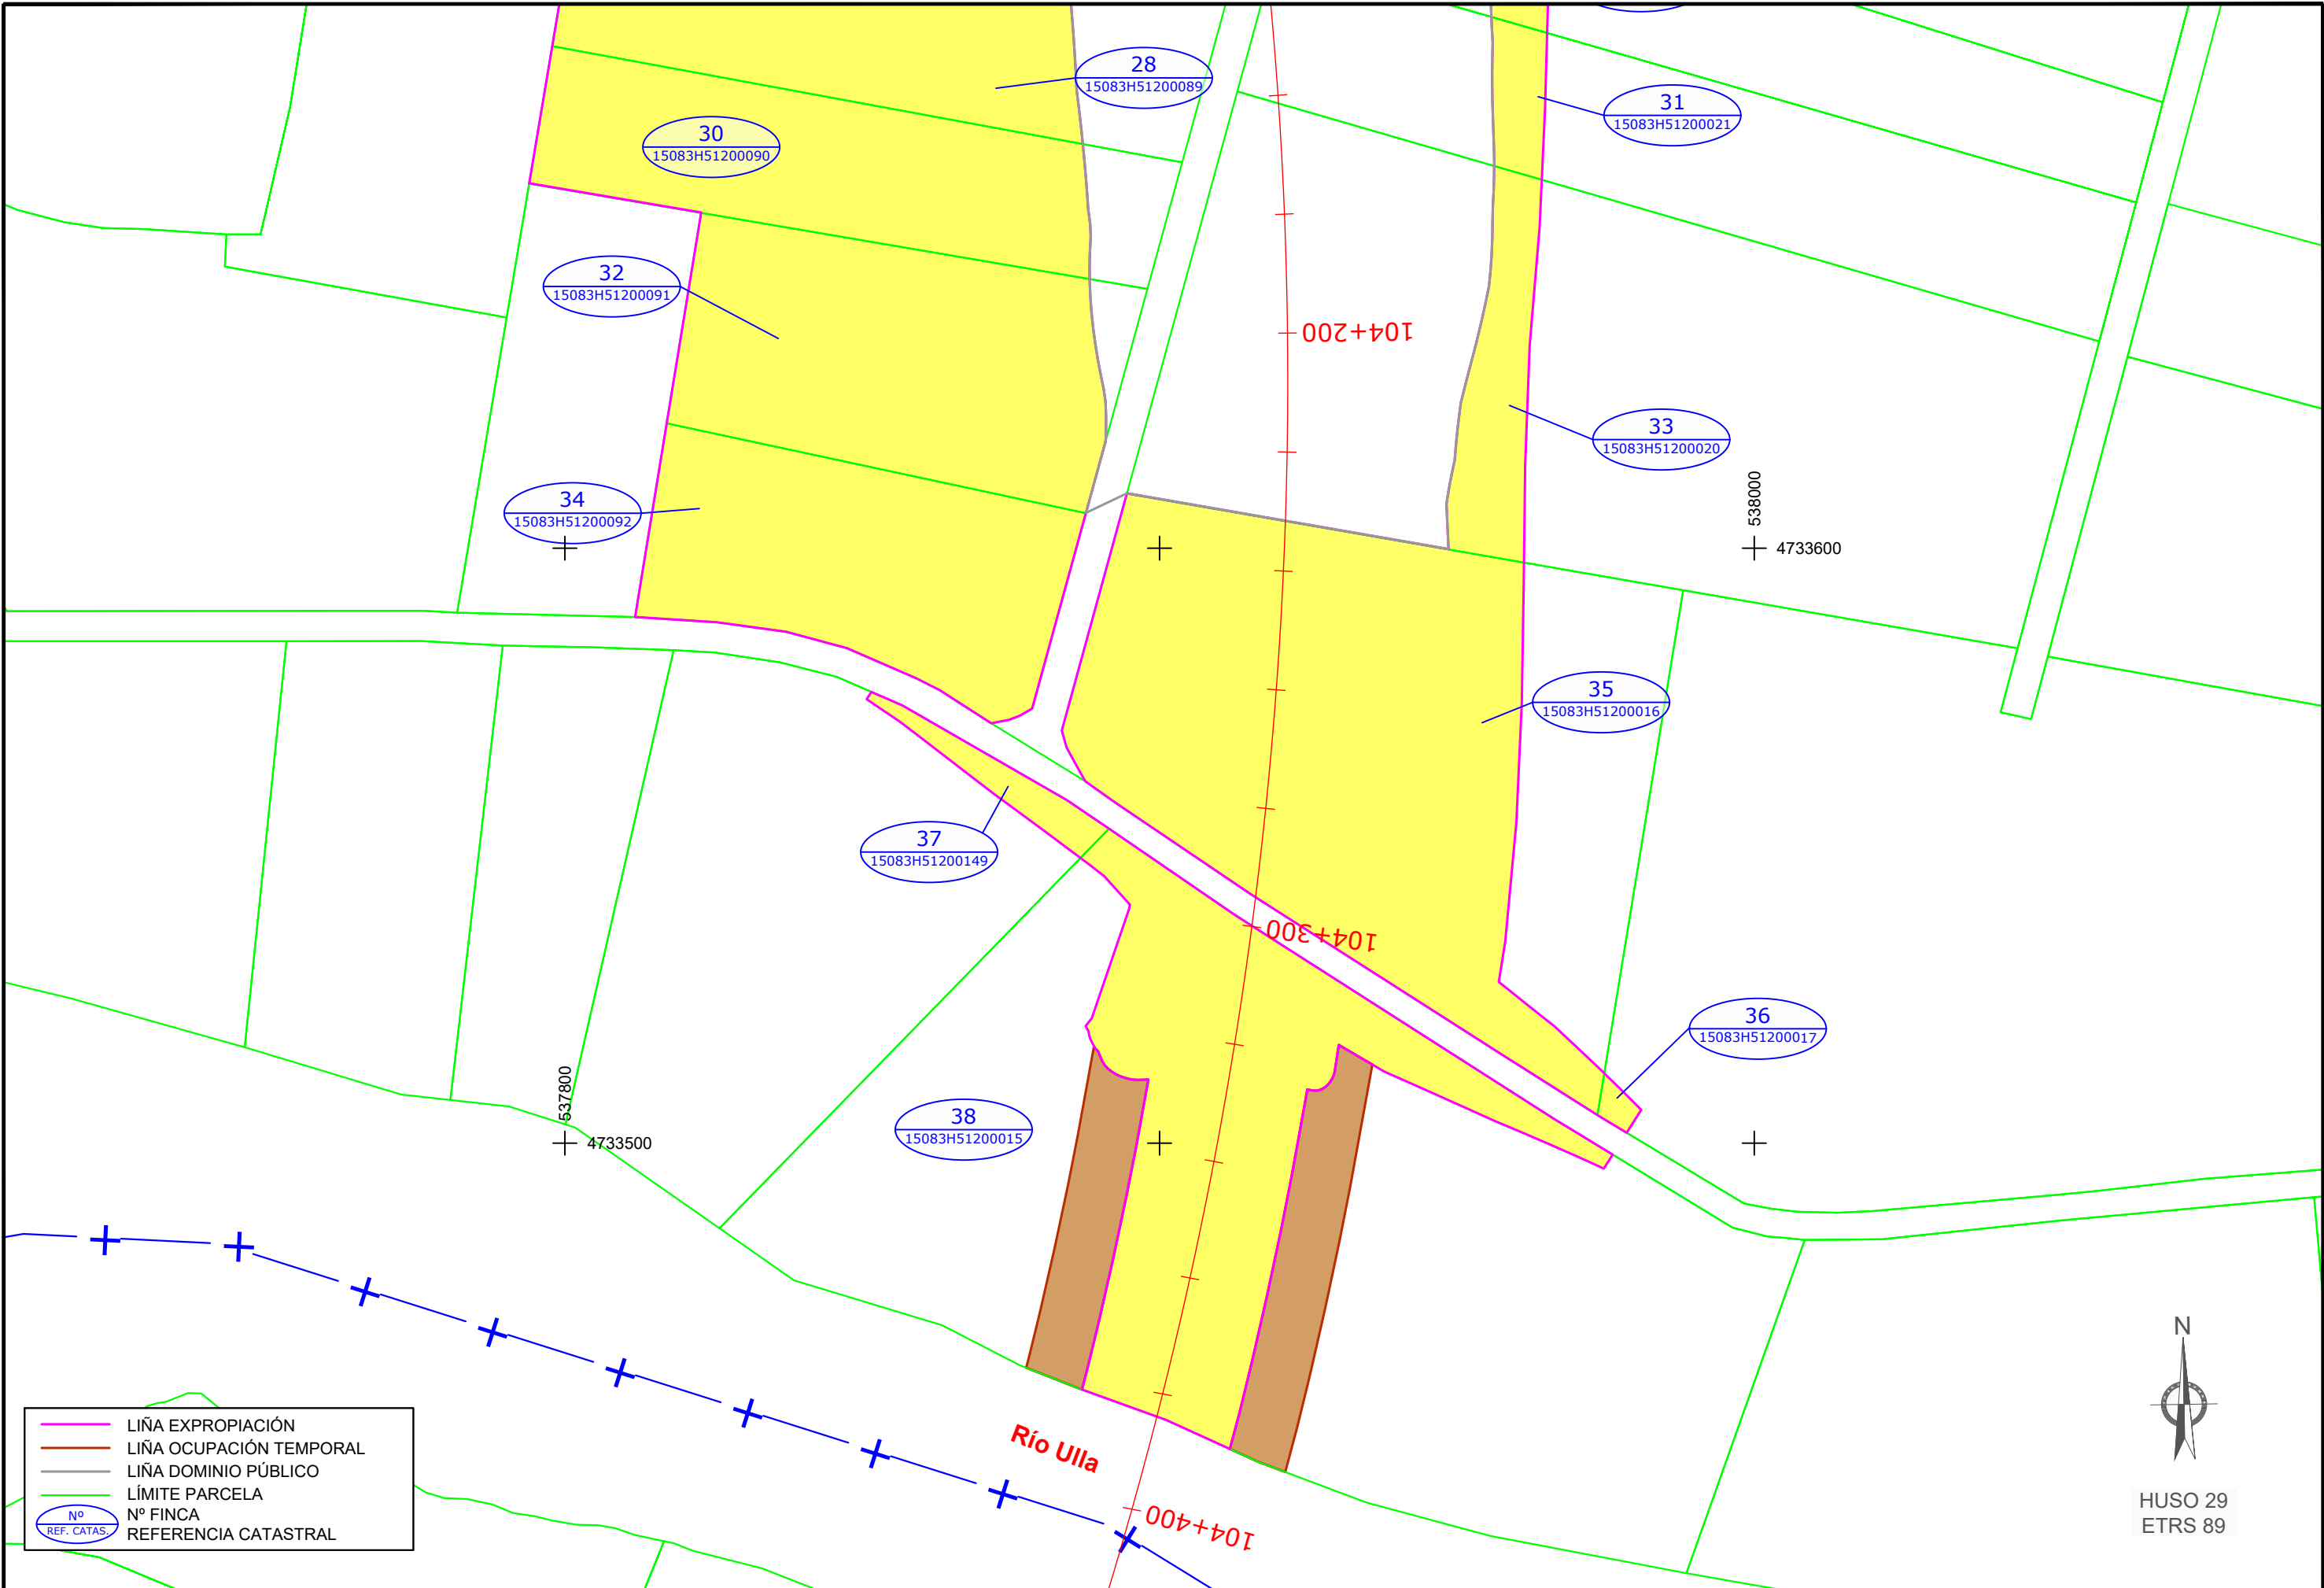 28
15083H51200089
31
15083H51200021
30
15083H51200090
32
15083H51200091
104+200
33
15083H51200020
34
15083H51200092
538000
4733600
35
15083H51200016
37
15083H51200149
104+300
36
15083H51200017
537800
4733500
38
15083H51200015
Río Ulla
104+400
LIÑA EXPROPIACIÓN
LIÑA OCUPACIÓN TEMPORAL
LIÑA DOMINIO PÚBLICO
LÍMITE PARCELA
Nº
REF. CATAS.
Nº FINCA
REFERENCIA CATASTRAL
N
HUSO 29
ETRS 89